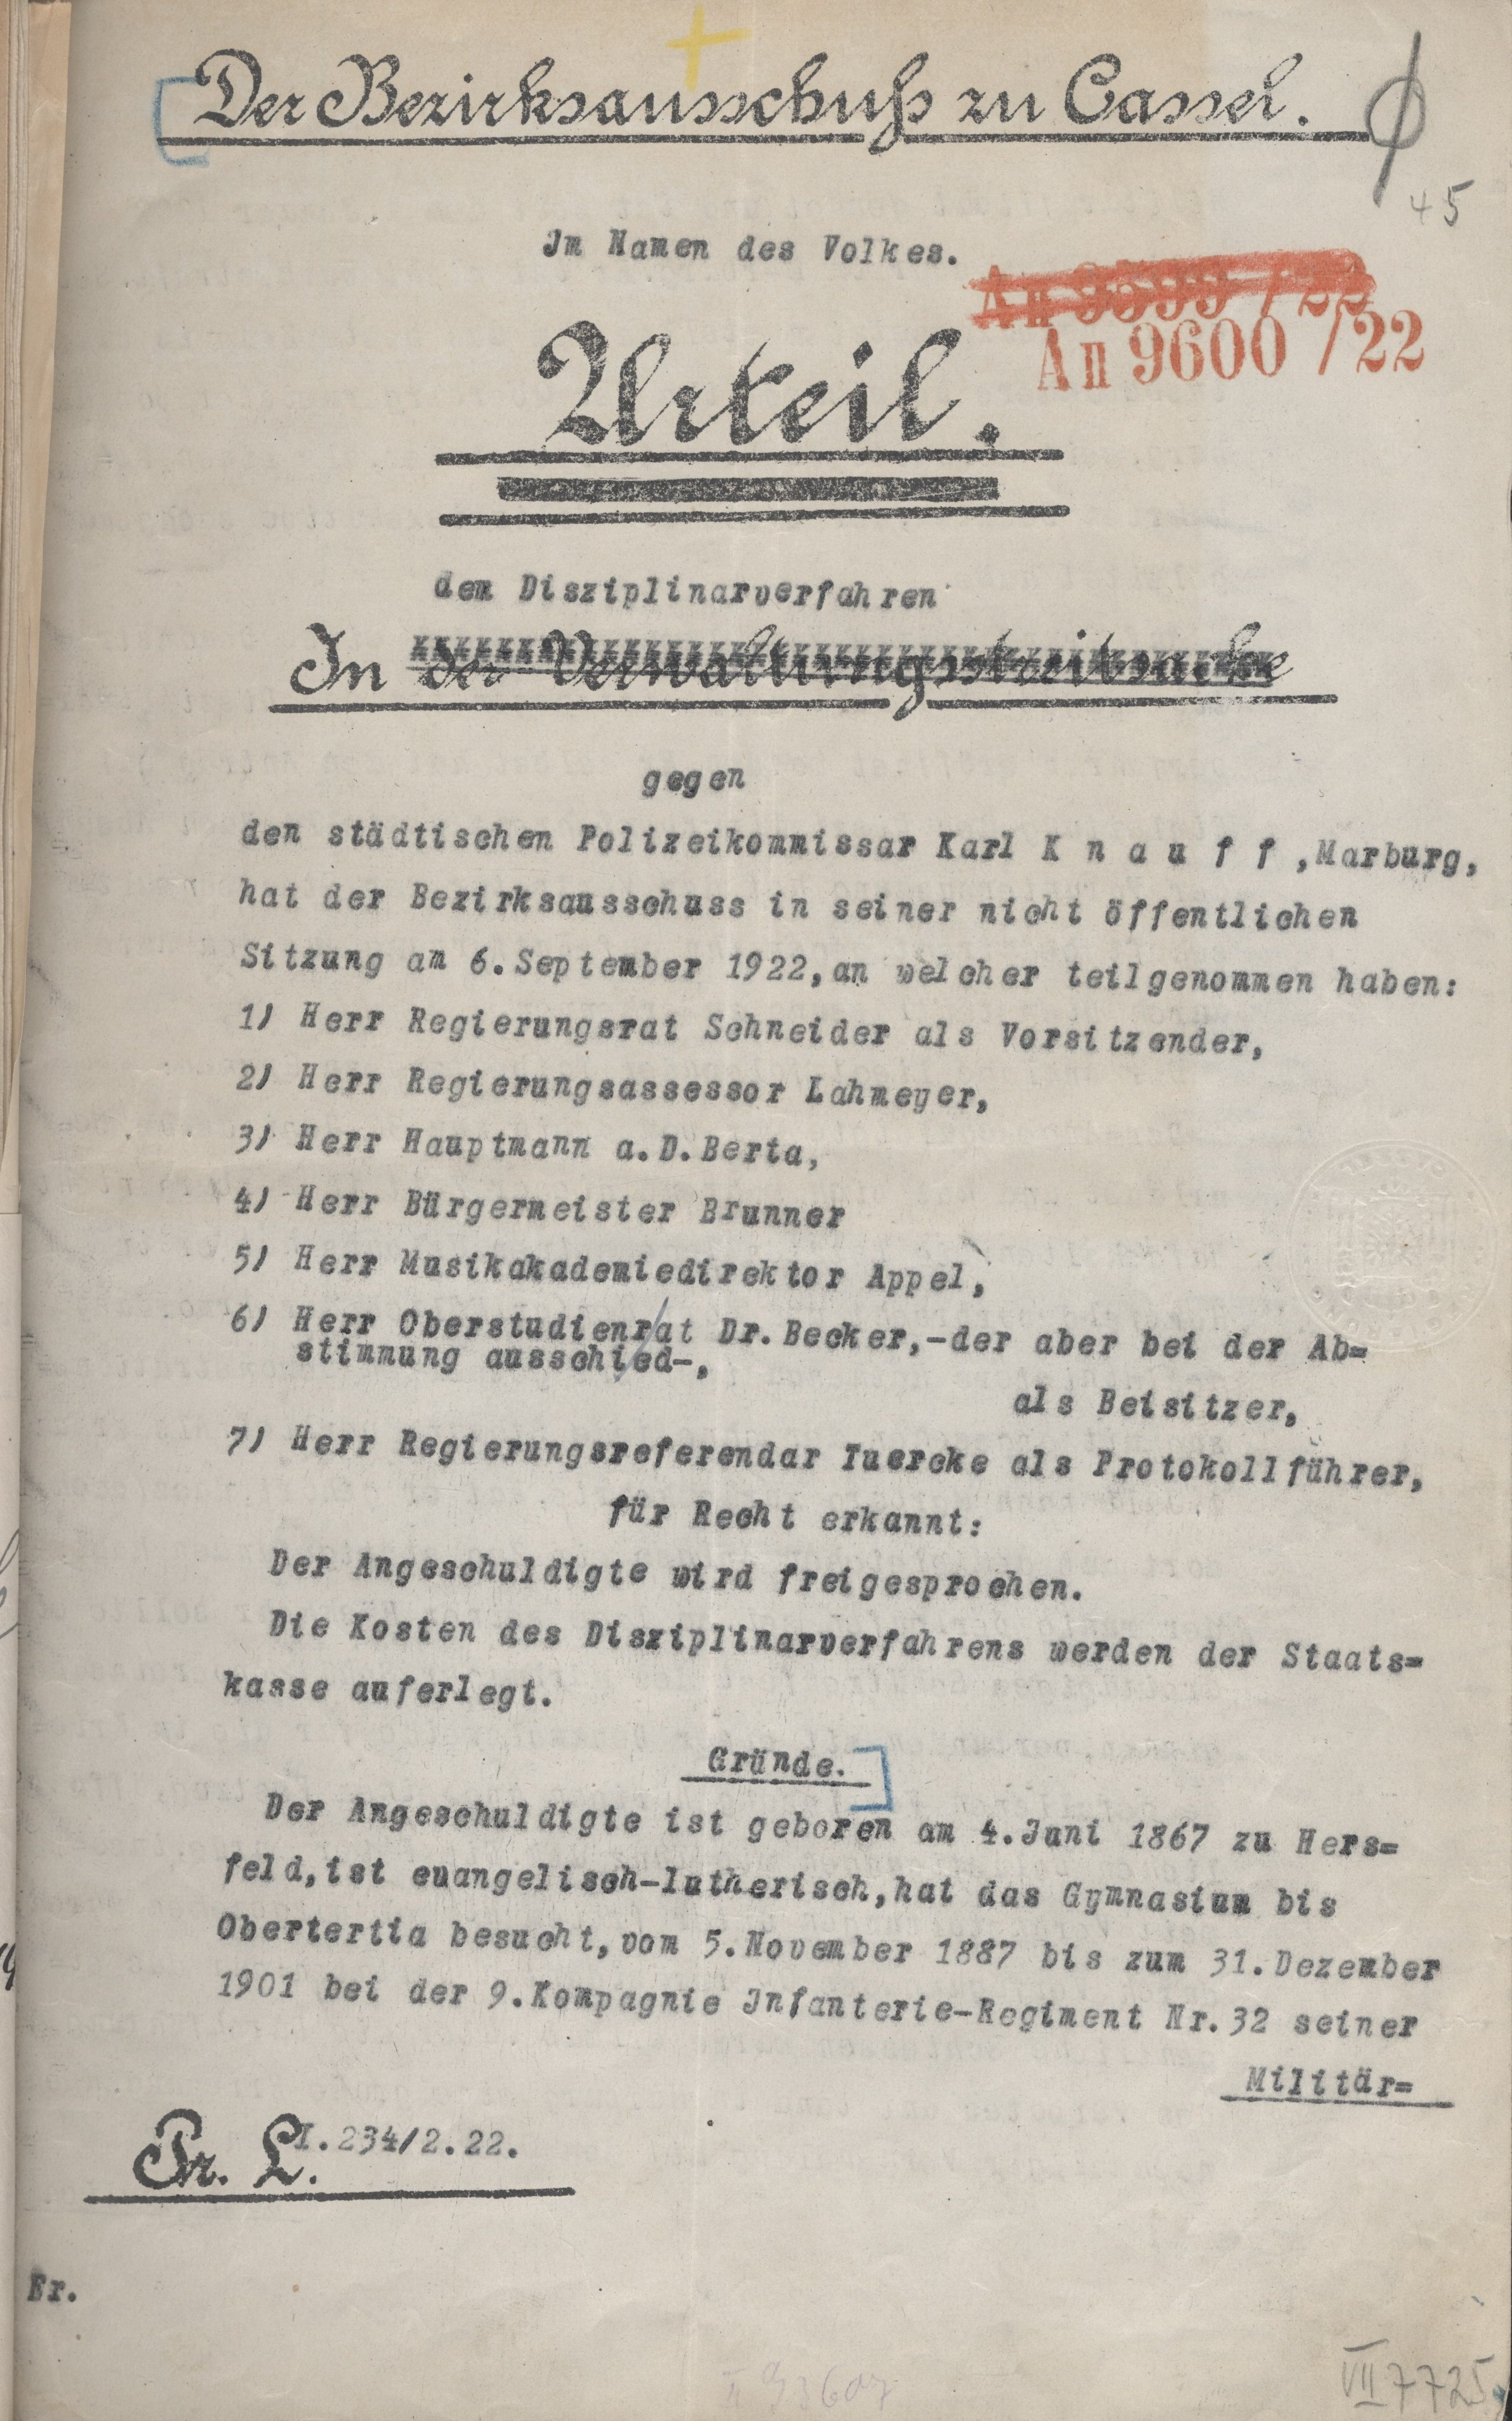 Der Bezirksausschuß zu Cassel.
45
Im Namen des Volkes.
An 9599 / 22
An 9600 / 22
Urteil.
dem Disziplinarverfahren
In der Verwaltungsstreitsache
gegen
den städtischen Polizeikommissar Karl K n a u f f ,Marburg,
hat der Bezirksausschuss in seiner nicht öffentlichen
Sitzung am 6.September 1922,an welcher teilgenommen haben:
1) Herr Regierungsrat Schneider als Vorsitzender,
2) Herr Regierungsassessor Lahmeyer,
3) Herr Hauptmann a.D.Berta,
4) Herr Bürgermeister Brunner
5) Herr Musikakademiedirektor Appel,
6) Herr Oberstudienrat Dr.Becker,-der aber bei der Ab=
stimmung ausschied-,
als Beisitzer,
7) Herr Regierungsreferendar Tuercke als Protokollführer,
für Recht erkannt:
Der Angeschuldigte wird freigesprochen.
Die Kosten des Disziplinarverfahrens werden der Staats=
kasse auferlegt.
Gründe.
Der Angeschuldigte ist geboren am 4.Juni 1867 zu Hers=
feld,ist evangelisch-lutherisch,hat das Gymnasium bis
Obertertia besucht,vom 5.November 1887 bis zum 31.Dezember
1901 bei der 9.Kompagnie Infanterie-Regiment Nr.32 seiner
Militär=
Pr. L. I.234/2.22.
Br.
VII 7725